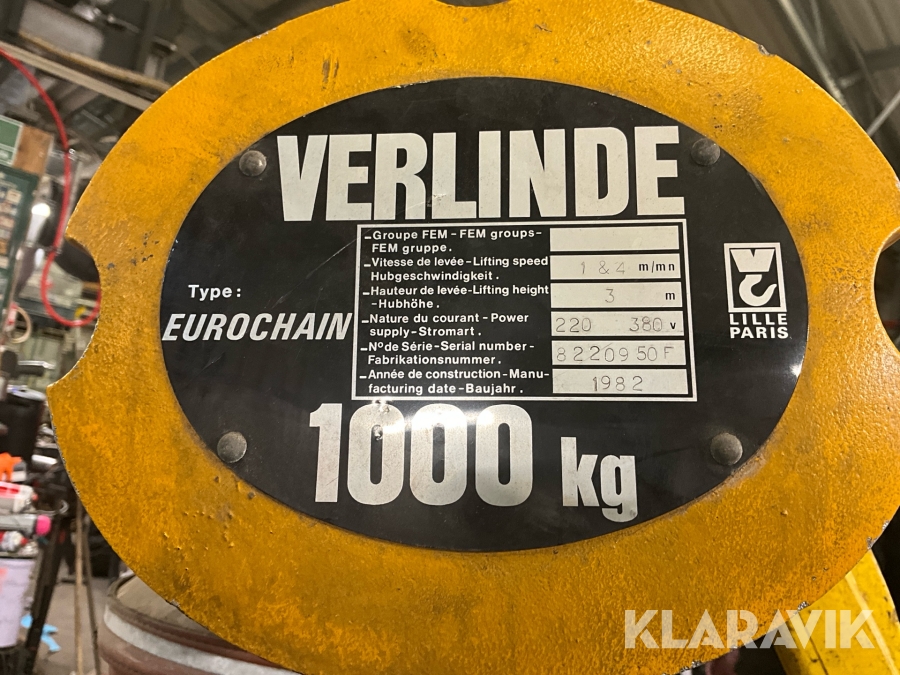 VERLINDE
Type:
EUROCHAIN
-Groupe FEM - FEM groups-
FEM gruppe.
-Vitesse de levée-Lifting speed
Hubgeschwindigkeit.
1 & 4 m/mn
-Hauteur de levée-Lifting height
-Hubhöhe.
3 m
-Nature du courant-Power
supply-Stromart.
220 380 v
-Nº de Série-Serial number-
Fabrikationsnummer.
8220950F
-Année de construction-Manu-
facturing date-Baujahr.
1982
1000 kg
LILLE
PARIS
KLARAVIK